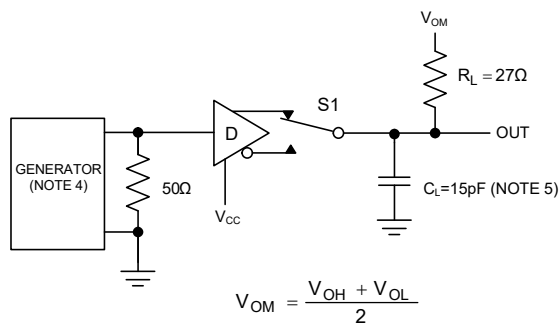 V_OM
R_L = 27Ω
S1
D
OUT
GENERATOR
(NOTE 4)
50Ω
C_L=15pF (NOTE 5)
V_CC
V_OM = (V_OH + V_OL) / 2